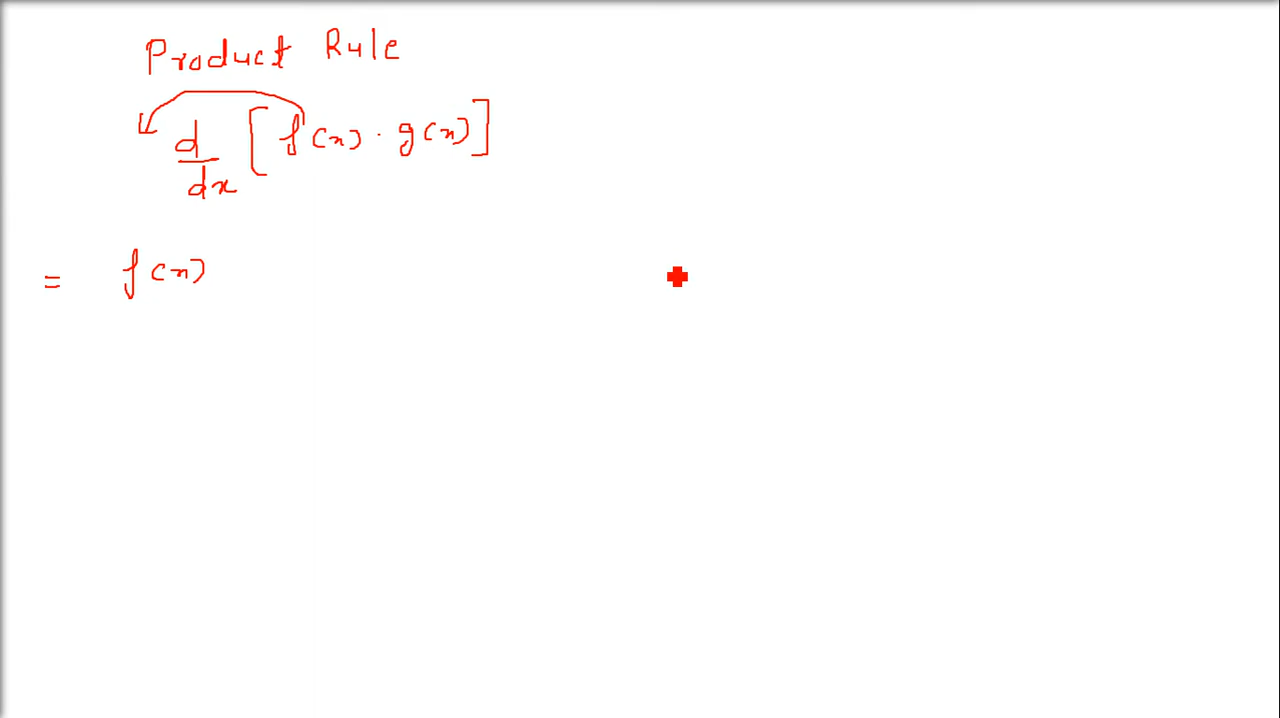 Product Rule
d/dx [f(x) · g(x)]
= f(x)